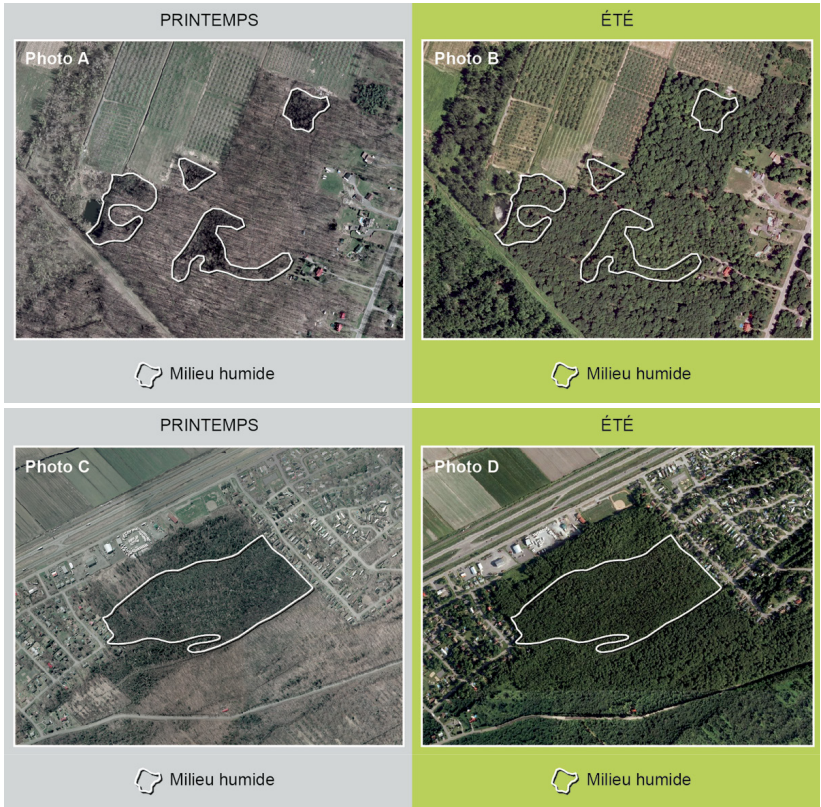 PRINTEMPS
ÉTÉ
Photo A
Photo B
Milieu humide
Milieu humide
PRINTEMPS
ÉTÉ
Photo C
Photo D
Milieu humide
Milieu humide